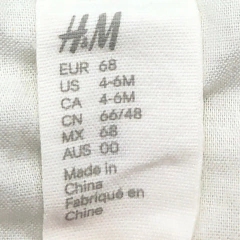 H&M
EUR 68
US 4-6M
CA 4-6M
CN 66/48
MX 68
AUS 00
Made in
China
Fabriqué en
Chine